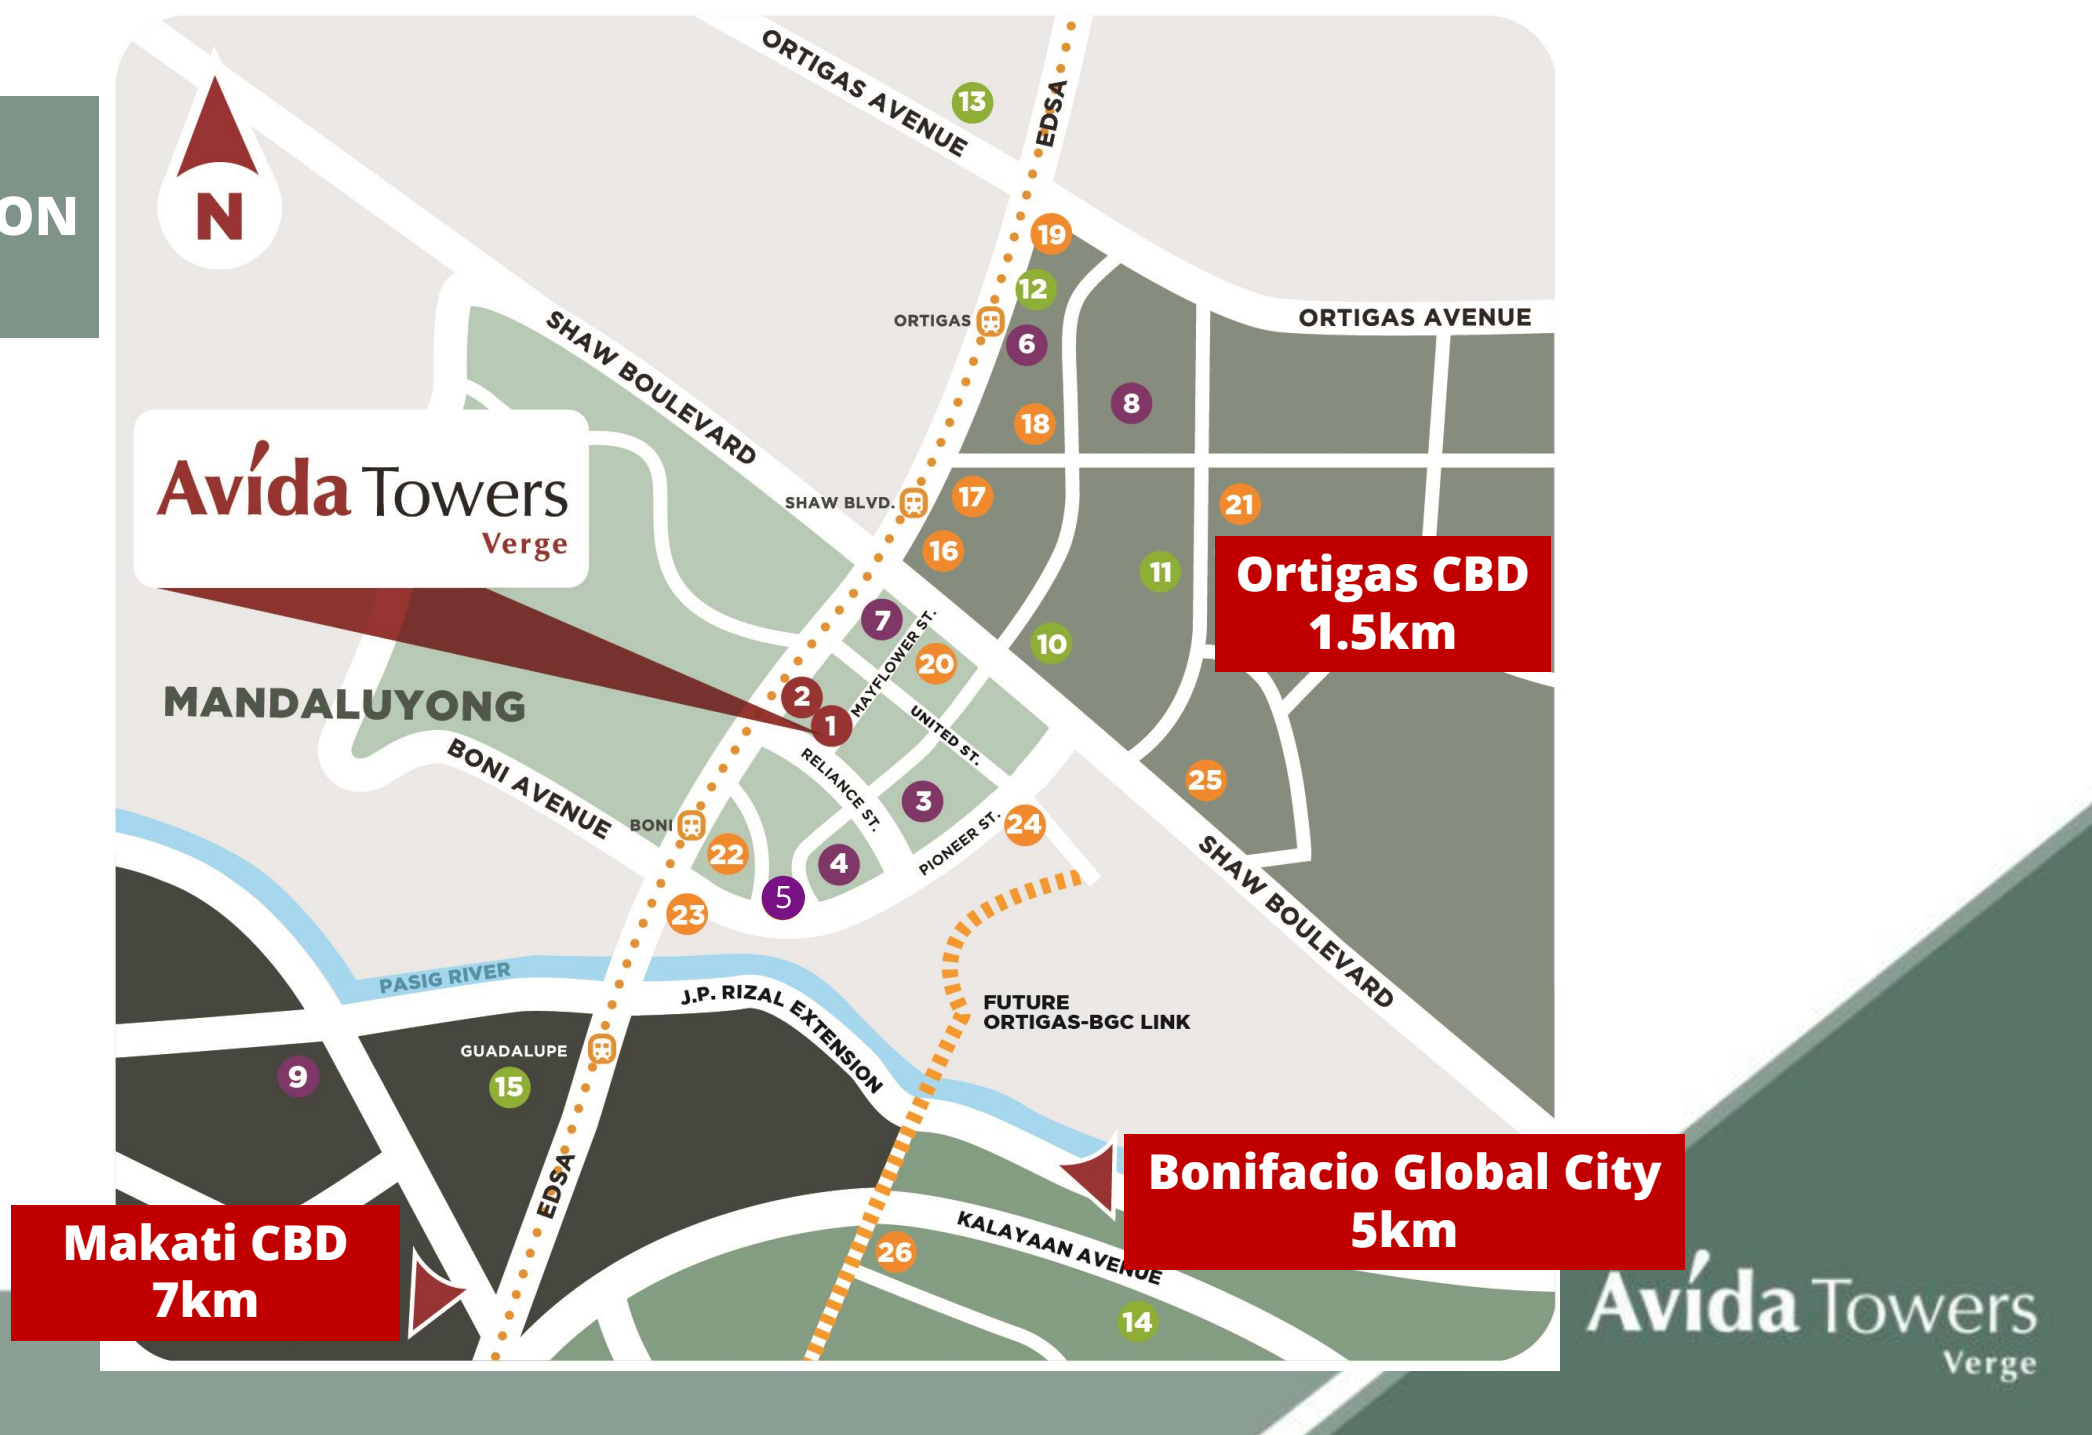 ON
N
ORTIGAS AVENUE
13
EDSA
19
12
ORTIGAS
6
ORTIGAS AVENUE
SHAW BOULEVARD
8
18
Avída Towers
Verge
SHAW BLVD.
17
21
16
11
Ortigas CBD
1.5km
7
MAYFLOWER ST.
20
10
MANDALUYONG
2
1
UNITED ST.
BONI AVENUE
RELIANCE ST.
3
25
BONI
22
4
PIONEER ST.
24
5
23
SHAW BOULEVARD
PASIG RIVER
J.P. RIZAL EXTENSION
FUTURE
ORTIGAS-BGC LINK
GUADALUPE
9
15
EDSA
Bonifacio Global City
5km
Makati CBD
7km
KALAYAAN AVENUE
26
14
Avída Towers
Verge